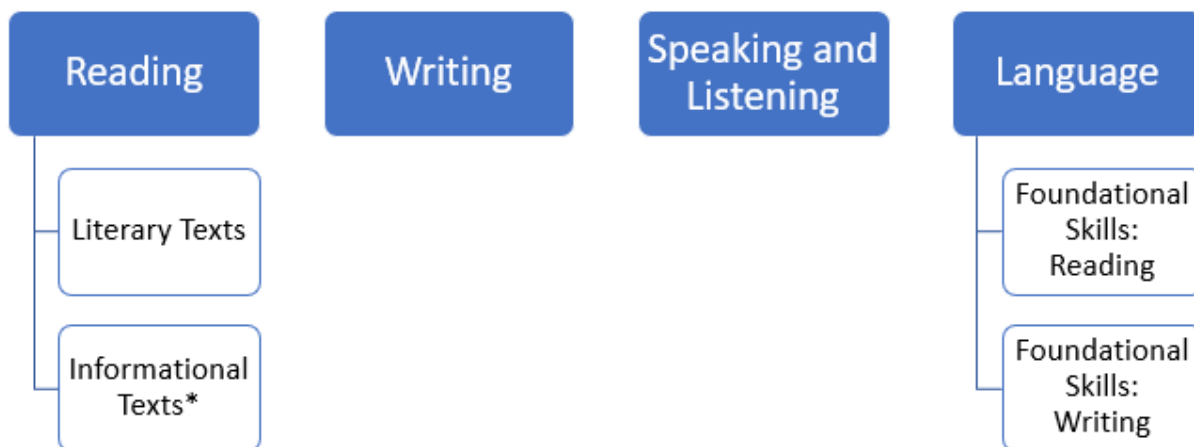 Reading
Writing
Speaking and
Listening
Language
Literary Texts
Informational
Texts*
Foundational
Skills:
Reading
Foundational
Skills:
Writing